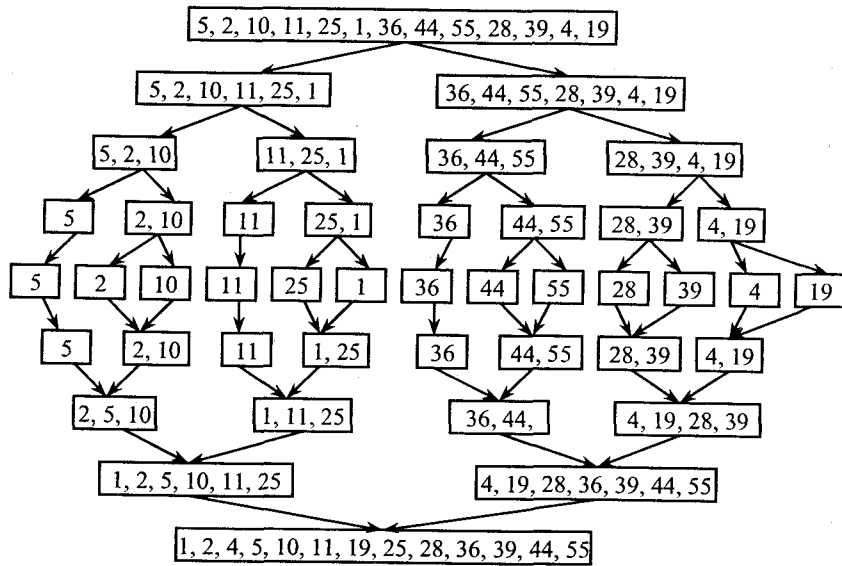 5, 2, 10, 11, 25, 1, 36, 44, 55, 28, 39, 4, 19
5, 2, 10, 11, 25, 1
36, 44, 55, 28, 39, 4, 19
5, 2, 10
11, 25, 1
36, 44, 55
28, 39, 4, 19
5
2, 10
11
25, 1
36
44, 55
28, 39
4, 19
5
2
10
11
25
1
36
44
55
28
39
4
19
5
2, 10
11
1, 25
36
44, 55
28, 39
4, 19
2, 5, 10
1, 11, 25
36, 44,
4, 19, 28, 39
1, 2, 5, 10, 11, 25
4, 19, 28, 36, 39, 44, 55
1, 2, 4, 5, 10, 11, 19, 25, 28, 36, 39, 44, 55